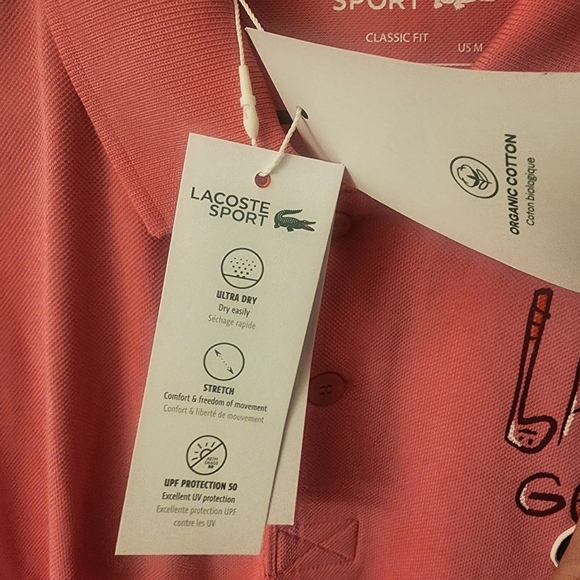 SPORT
CLASSIC FIT
US M
ORGANIC COTTON
Coton biologique
LACOSTE
SPORT
ULTRA DRY
Dry easily
Séchage rapide
STRETCH
Comfort & freedom of movement
Confort & liberté de mouvement
UPF PROTECTION 50
Excellent UV protection
Excellente protection UPF
contre les UV